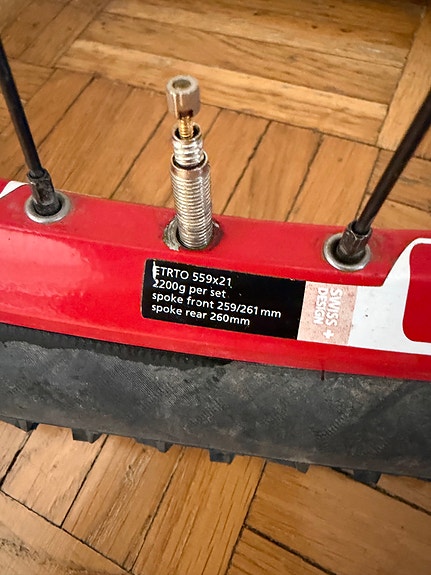 ETRTO 559x21
2200g per set
spoke front 259/261mm
spoke rear 260mm
SWISS +
DESIGN